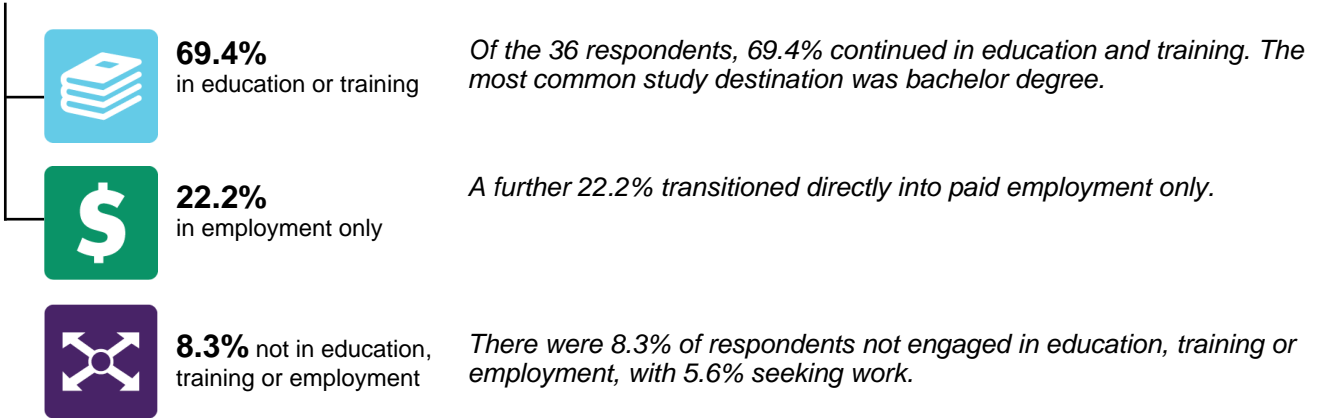 69.4%
in education or training
Of the 36 respondents, 69.4% continued in education and training. The
most common study destination was bachelor degree.
$
22.2%
in employment only
A further 22.2% transitioned directly into paid employment only.
8.3% not in education,
training or employment
There were 8.3% of respondents not engaged in education, training or
employment, with 5.6% seeking work.